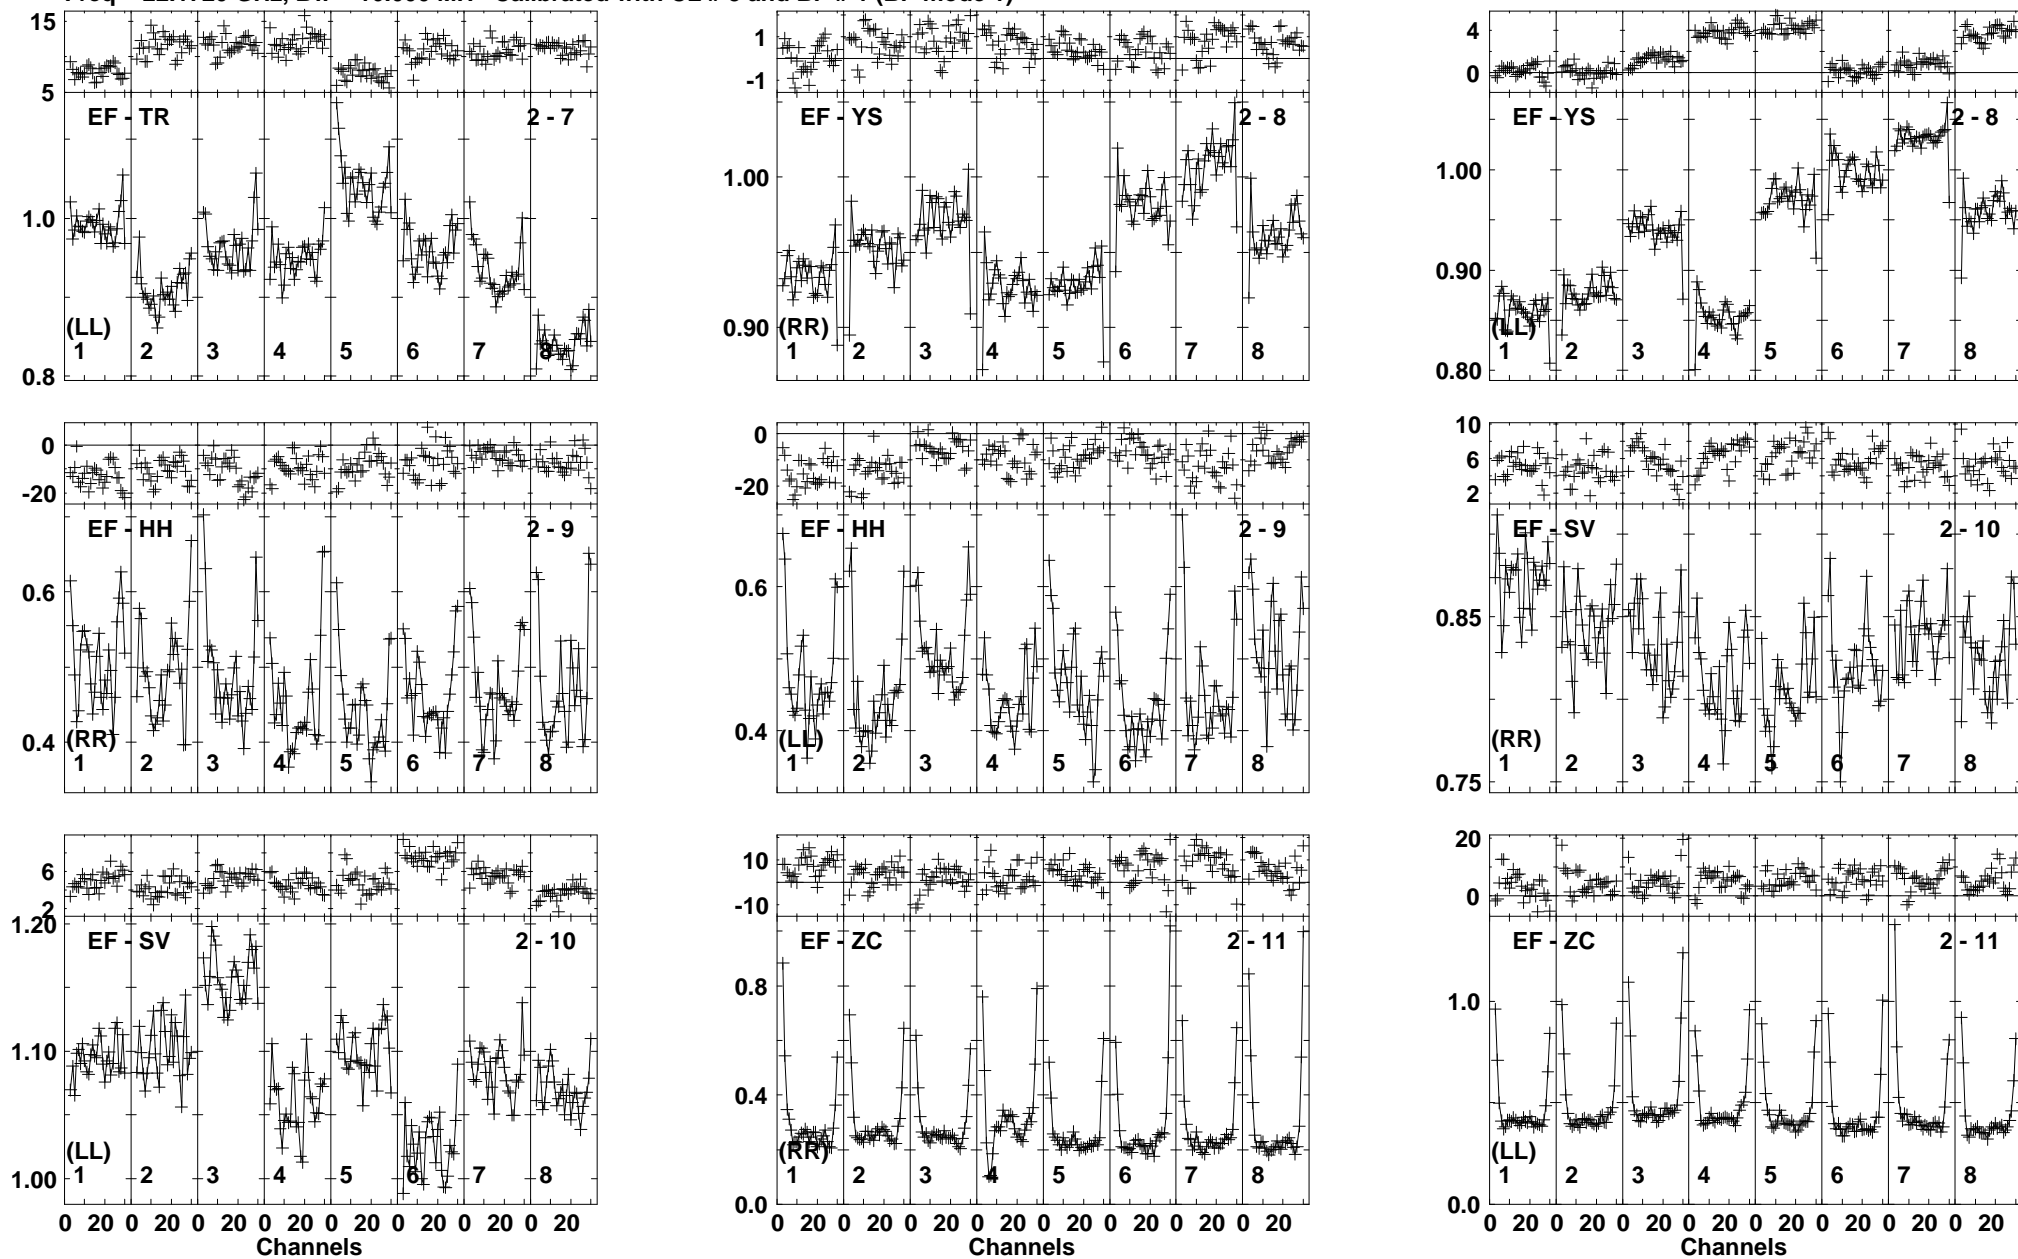 15
5
EF - TR 2 - 7
1.0
0.8
(LL)
1 2 3 4 5 6 7 8
1
-1
EF - YS 2 - 8
1.00
0.90
(RR)
1 2 3 4 5 6 7 8
4
0
EF - YS 2 - 8
1.00
0.90
0.80
(LL)
1 2 3 4 5 6 7 8
0
-20
EF - HH 2 - 9
0.6
0.4
(RR)
1 2 3 4 5 6 7 8
0
-20
EF - HH 2 - 9
0.6
0.4
(LL)
1 2 3 4 5 6 7 8
10
6
2
EF - SV 2 - 10
0.85
0.75
(RR)
1 2 3 4 5 6 7 8
6
2
1.20
EF - SV 2 - 10
1.10
1.00
(LL)
1 2 3 4 5 6 7 8
0 20 0 20 0 20 0 20 0 20 0 20 0 20 0 20
Channels
10
-10
EF - ZC 2 - 11
0.8
0.4
0.0
(RR)
1 2 3 4 5 6 7 8
0 20 0 20 0 20 0 20 0 20 0 20 0 20 0 20
Channels
20
0
EF - ZC 2 - 11
1.0
0.0
(LL)
1 2 3 4 5 6 7 8
0 20 0 20 0 20 0 20 0 20 0 20 0 20 0 20
Channels